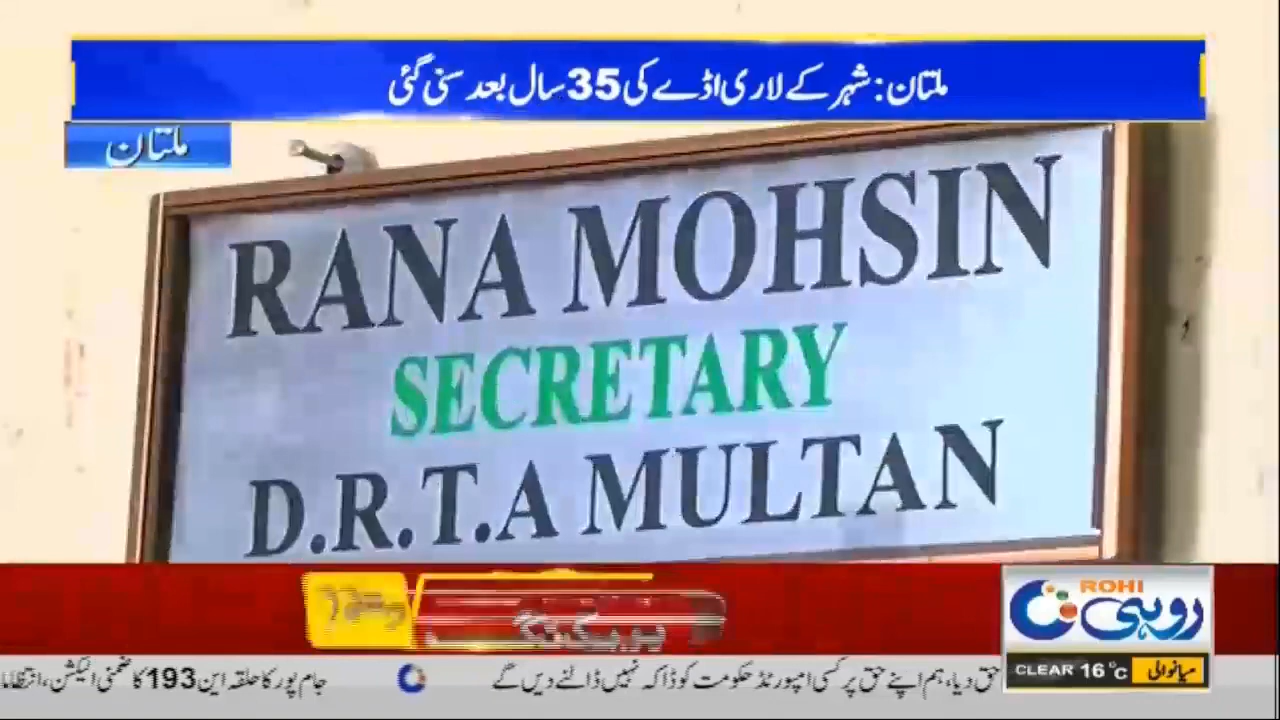 ملتان: شہر کے لاری اڈے کی 35 سال بعد سنی گئی
ملتان
RANA MOHSIN
SECRETARY
D.R.T.A MULTAN
ROHI
روہی
CLEAR 16°C
میانوالی
حق دیا، ہم اپنے حق پر کسی امپورٹڈ حکومت کو ڈاکہ نہیں ڈالنے دیں گے
جام پور کا حلقہ این 193 کا ضمنی الیکشن،